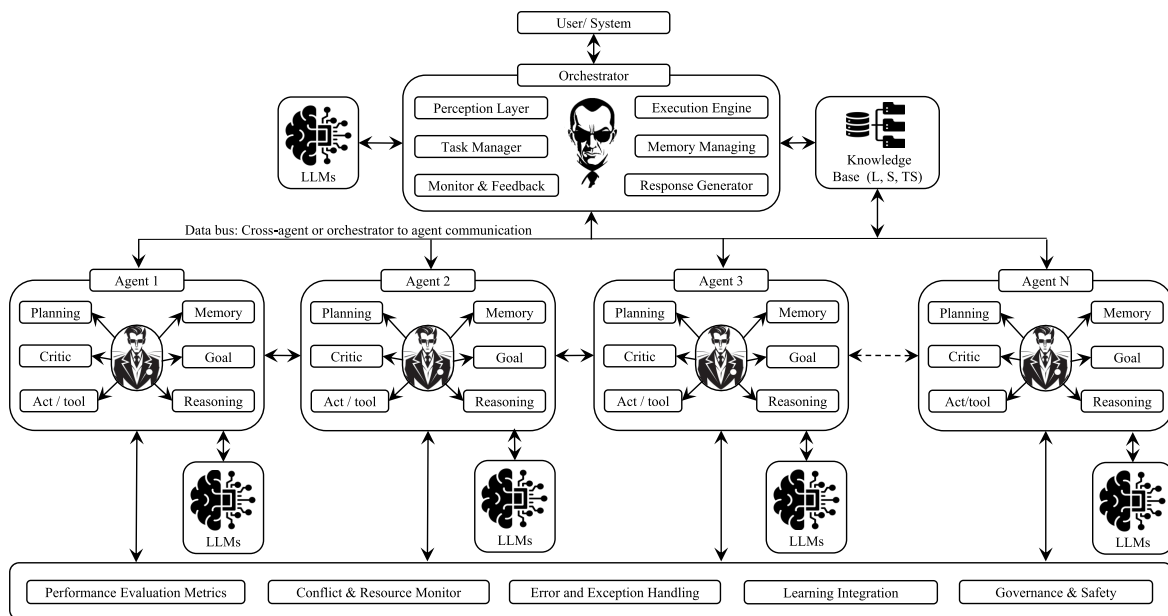 User/ System
Orchestrator
Perception Layer
Execution Engine
Task Manager
Memory Managing
Monitor & Feedback
Response Generator
LLMs
Knowledge
Base (L, S, TS)
Data bus: Cross-agent or orchestrator to agent communication
Agent 1
Planning
Memory
Critic
Goal
Act / tool
Reasoning
LLMs
Agent 2
Planning
Memory
Critic
Goal
Act / tool
Reasoning
LLMs
Agent 3
Planning
Memory
Critic
Goal
Act / tool
Reasoning
LLMs
Agent N
Planning
Memory
Critic
Goal
Act/tool
Reasoning
LLMs
Performance Evaluation Metrics
Conflict & Resource Monitor
Error and Exception Handling
Learning Integration
Governance & Safety